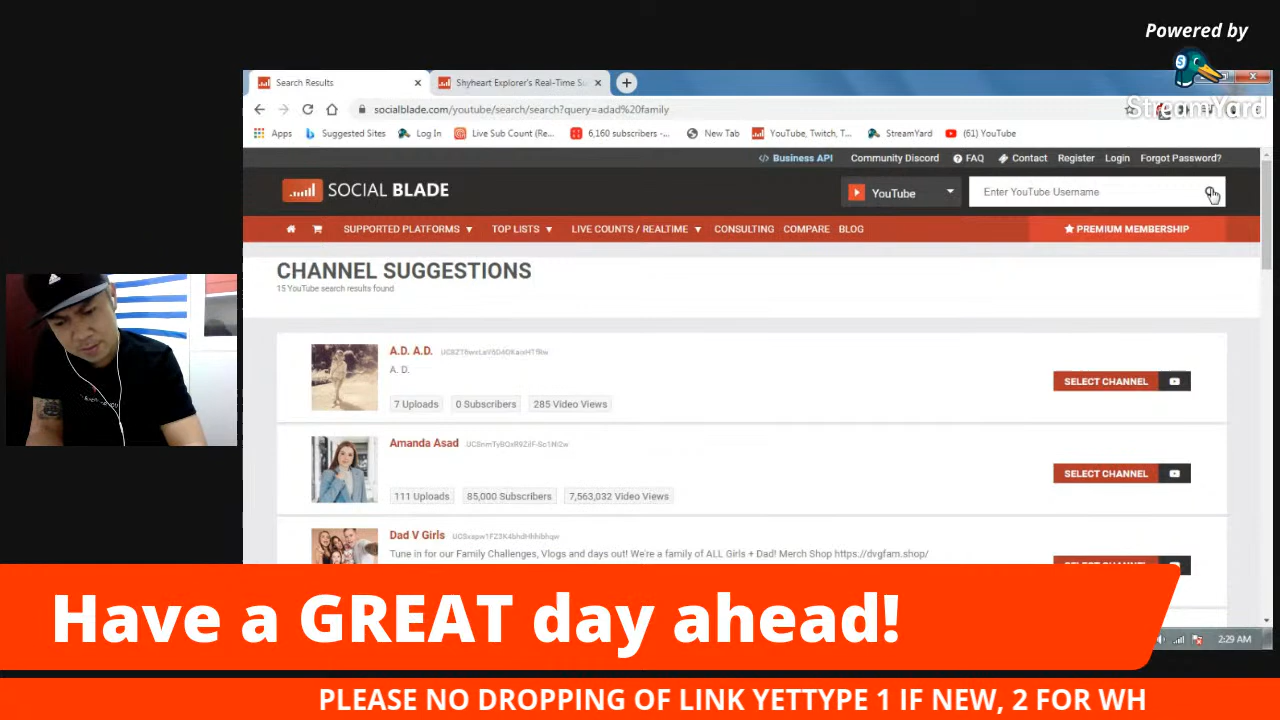 Powered by
StreamYard
Search Results
Shyheart Explorer's Real-Time Su
socialblade.com/youtube/search/search?query=adad%20family
Apps
Suggested Sites
Log In
Live Sub Count (Re...
6,160 subscribers -...
New Tab
YouTube, Twitch, T...
StreamYard
(61) YouTube
</> Business API
Community Discord
FAQ
Contact
Register
Login
Forgot Password?
SOCIAL BLADE
YouTube
Enter YouTube Username
SUPPORTED PLATFORMS
TOP LISTS
LIVE COUNTS / REALTIME
CONSULTING
COMPARE
BLOG
PREMIUM MEMBERSHIP
CHANNEL SUGGESTIONS
15 YouTube search results found
A.D. A.D.
A. D.
7 Uploads
0 Subscribers
285 Video Views
SELECT CHANNEL
Amanda Asad
111 Uploads
85,000 Subscribers
7,563,032 Video Views
SELECT CHANNEL
Dad V Girls
Tune in for our Family Challenges, Vlogs and days out! We're a family of ALL Girls + Dad! Merch Shop https://dvgfam.shop/
Have a GREAT day ahead!
2:29 AM
PLEASE NO DROPPING OF LINK YETTYPE 1 IF NEW, 2 FOR WH